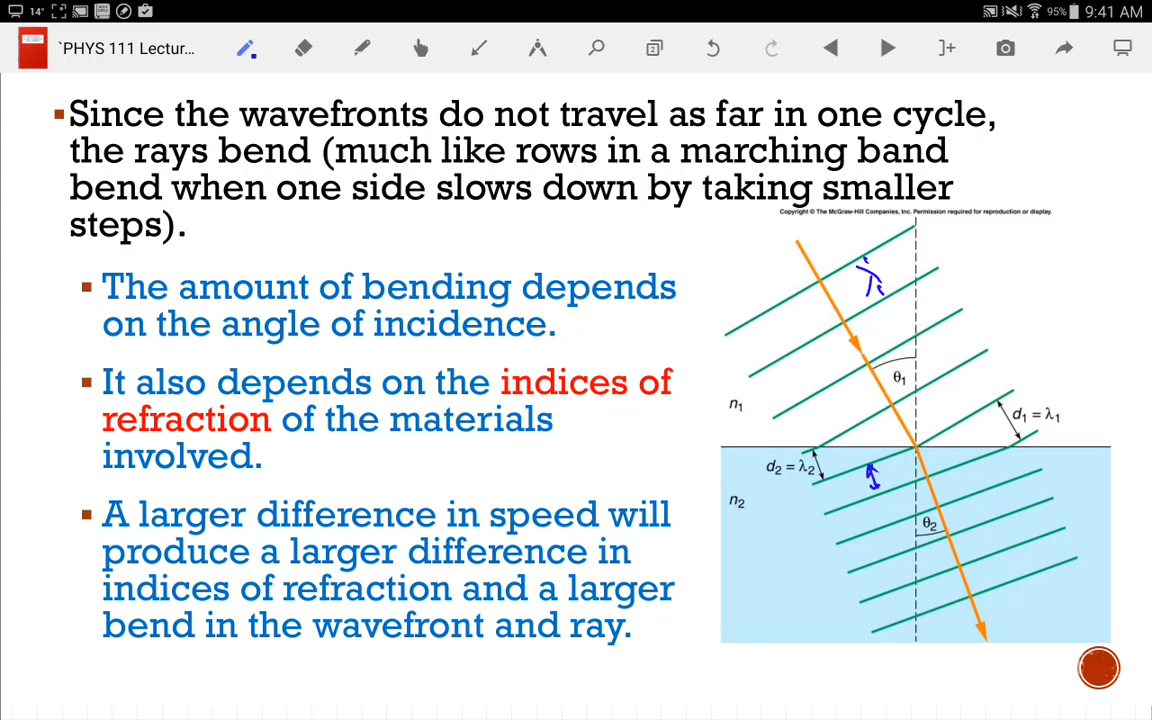 14°
95% 9:41 AM
`PHYS 111 Lectur...
2
▪Since the wavefronts do not travel as far in one cycle,
the rays bend (much like rows in a marching band
bend when one side slows down by taking smaller
steps).
Copyright © The McGraw-Hill Companies, Inc. Permission required for reproduction or display.
▪ The amount of bending depends
on the angle of incidence.
▪ It also depends on the indices of
refraction of the materials
involved.
▪ A larger difference in speed will
produce a larger difference in
indices of refraction and a larger
bend in the wavefront and ray.
θ₁
n₁
d₁ = λ₁
d₂ = λ₂
n₂
θ₂